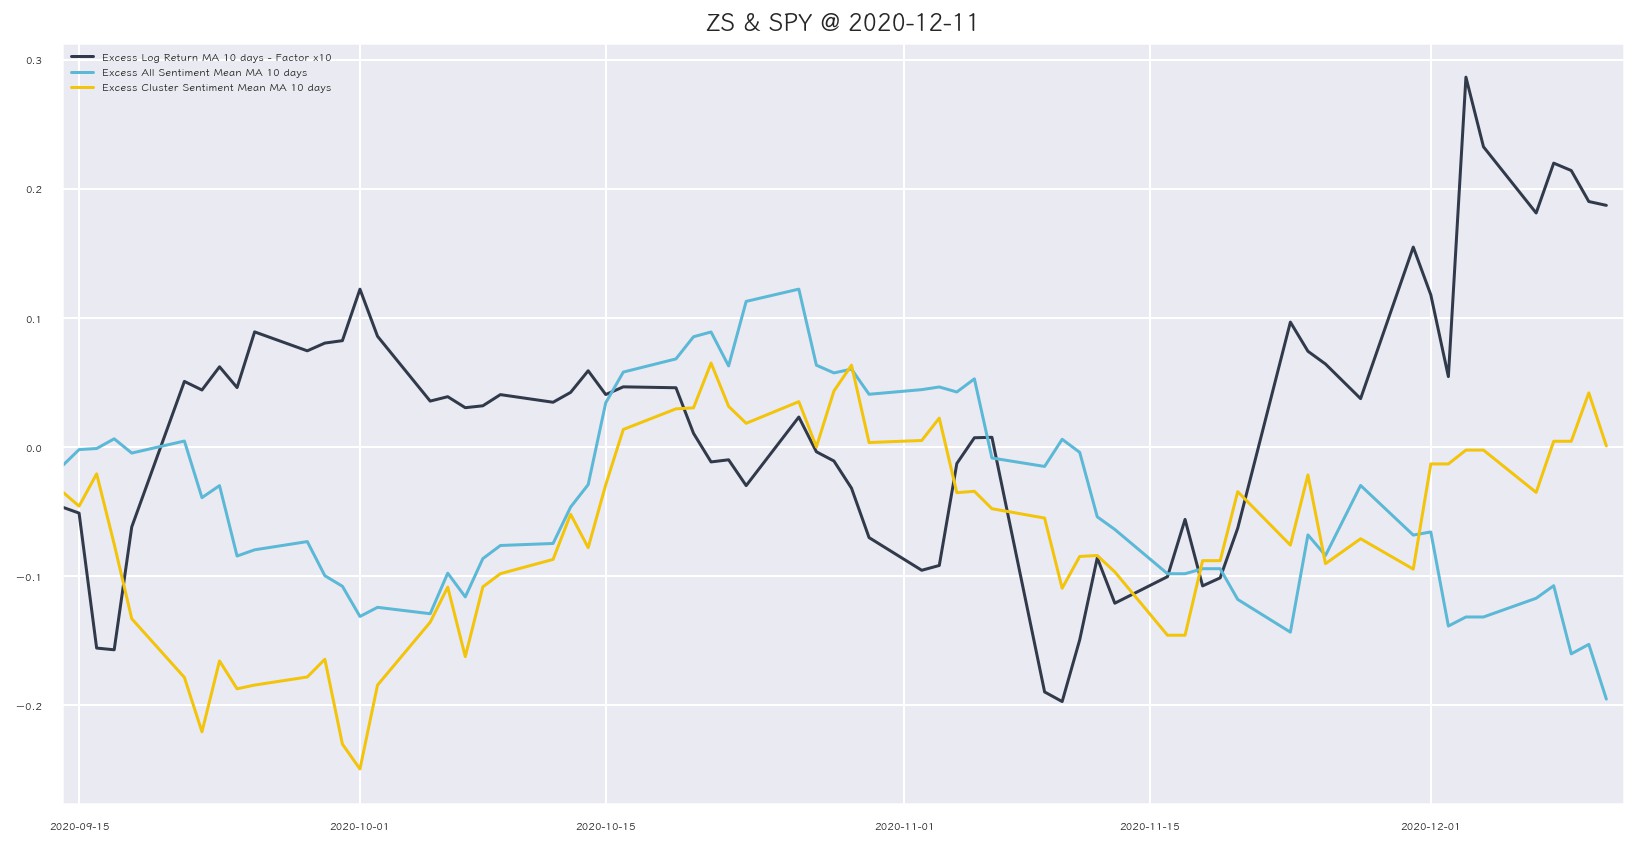 ZS & SPY @ 2020-12-11
Excess Log Return MA 10 days - Factor x10
Excess All Sentiment Mean MA 10 days
Excess Cluster Sentiment Mean MA 10 days
0.3
0.2
0.1
0.0
−0.1
−0.2
2020-09-15 2020-10-01 2020-10-15 2020-11-01 2020-11-15 2020-12-01